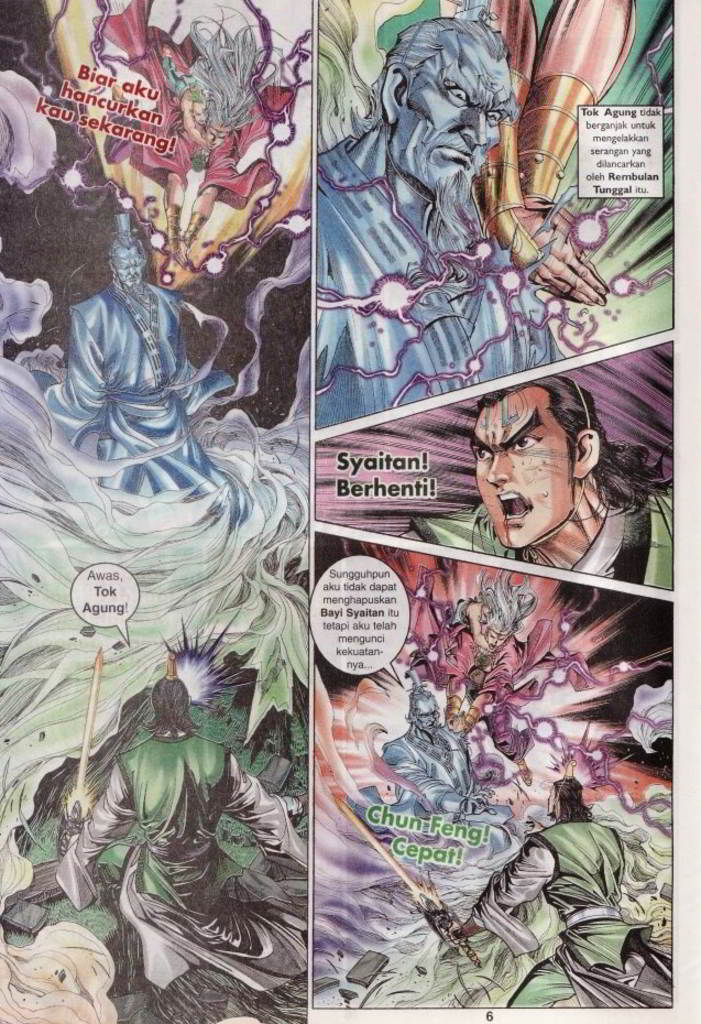 Biar aku
hancurkan
kau sekarang!
Awas,
Tok
Agung!
Tok Agung tidak
berganjak untuk
mengelakkan
serangan yang
dilancarkan
oleh Rembulan
Tunggal itu.
Syaitan!
Berhenti!
Sungguhpun
aku tidak dapat
menghapuskan
Bayi Syaitan itu
tetapi aku telah
mengunci
kekuatan-
nya...
Chun-Feng!
Cepat!
6